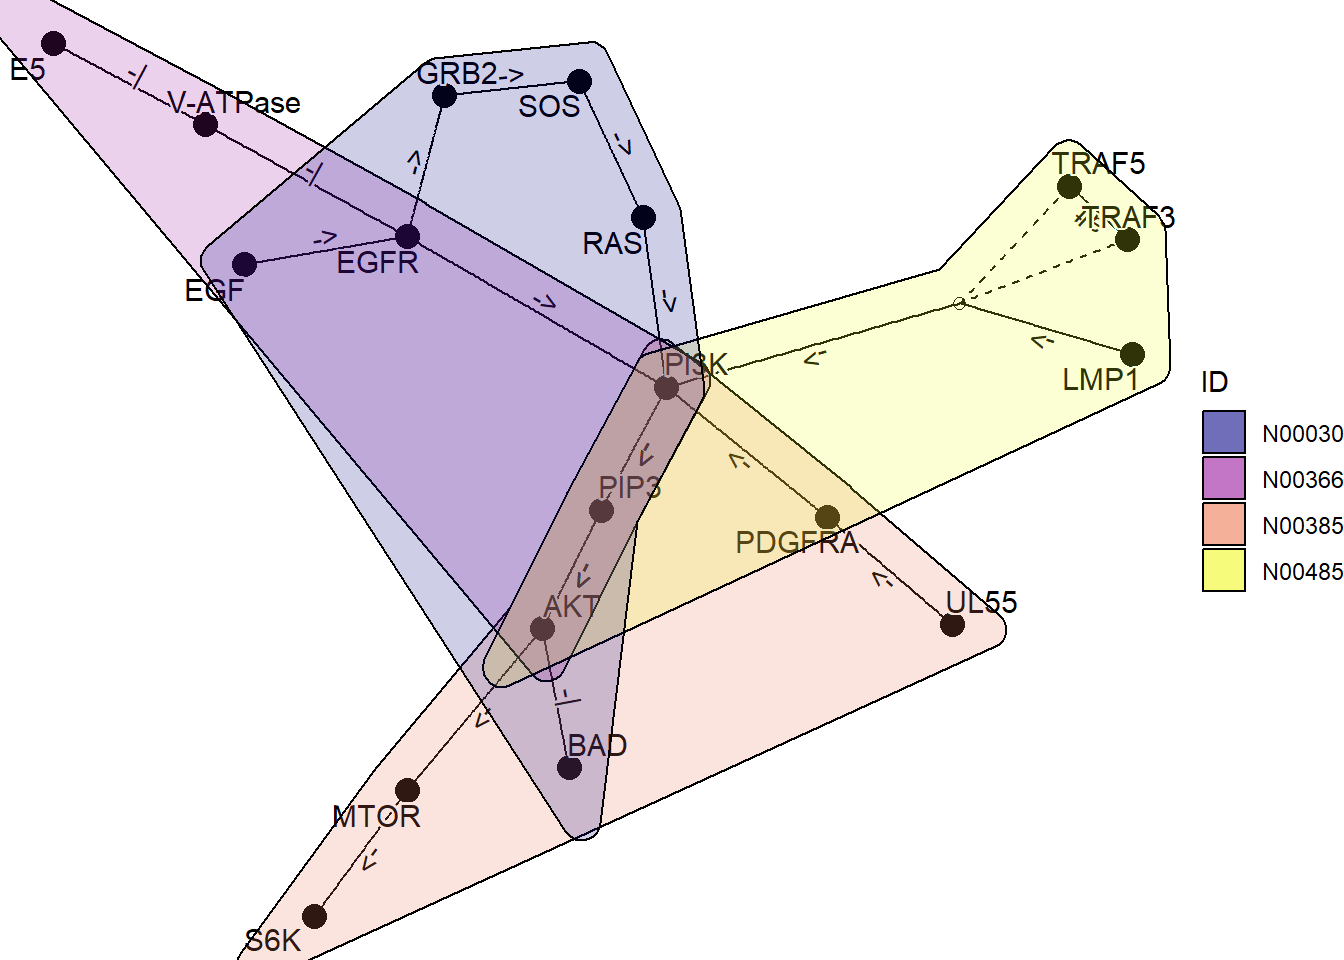 E5
-|
V-ATPase
-|
GRB2
->
SOS
->
->
RAS
EGF
->
EGFR
->
->
PI3K
TRAF5
TRAF3
->
->
LMP1
->
PIP3
->
PDGFRA
->
->
AKT
UL55
-|
->
BAD
MTOR
->
S6K
ID
N00030
N00366
N00385
N00485